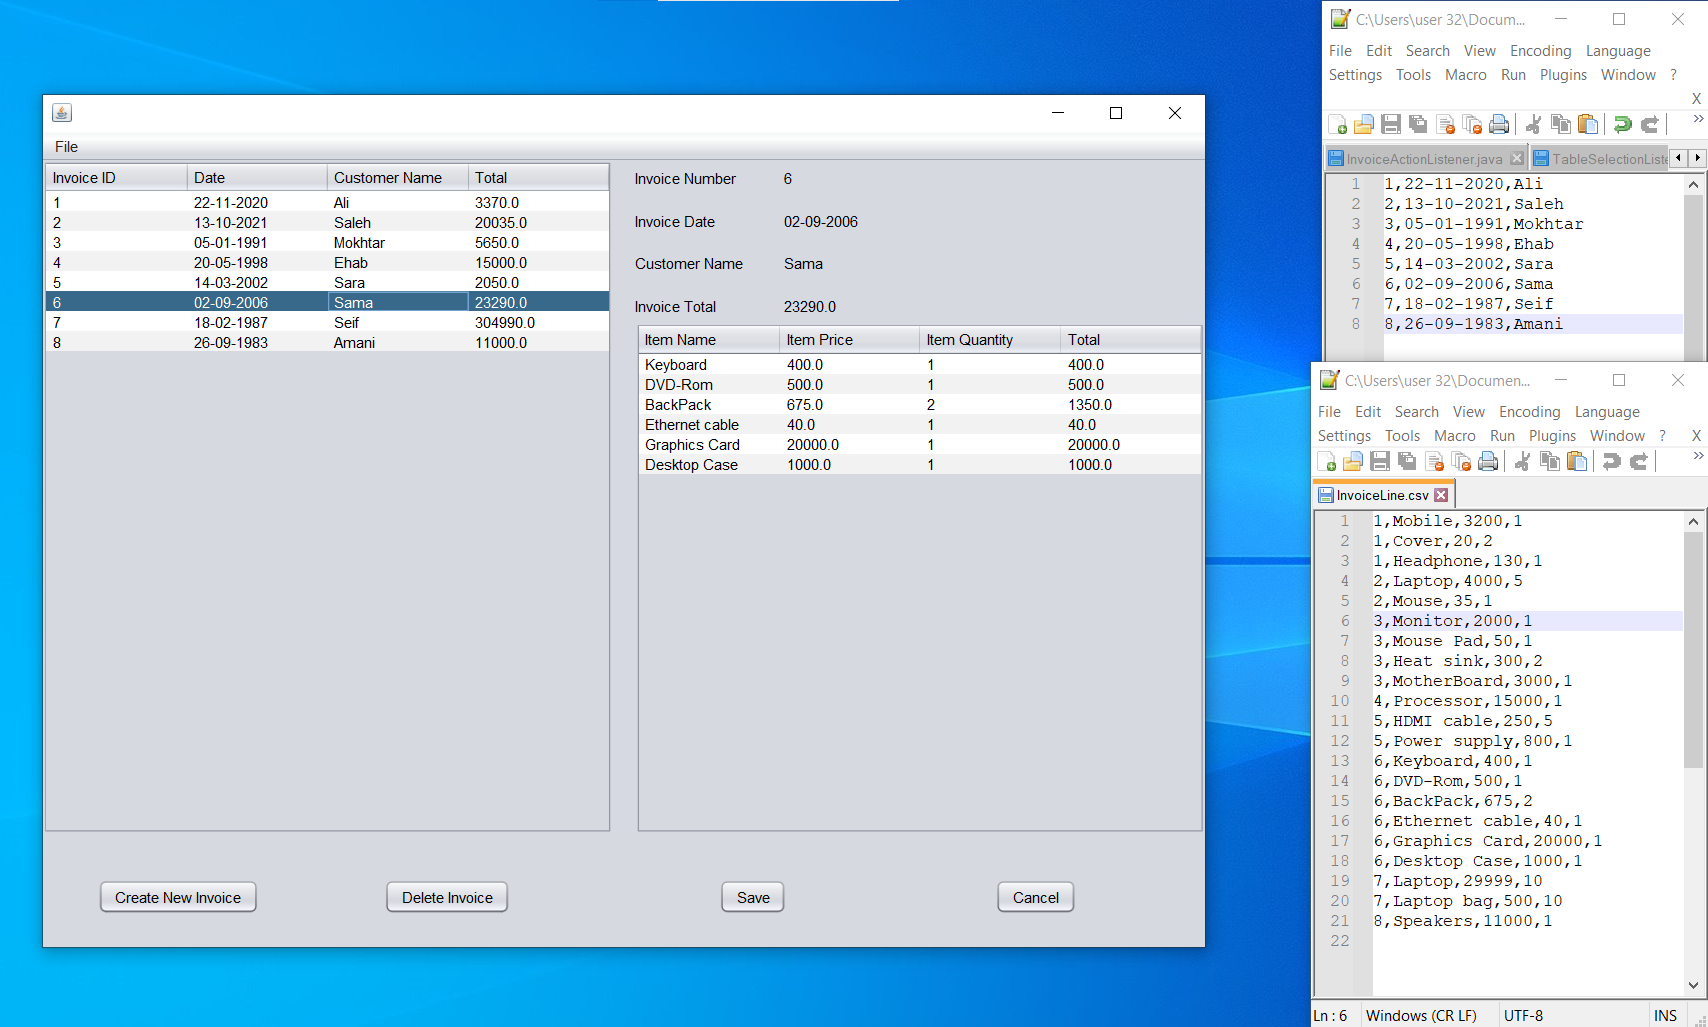 File
Invoice ID Date Customer Name Total
1 22-11-2020 Ali 3370.0
2 13-10-2021 Saleh 20035.0
3 05-01-1991 Mokhtar 5650.0
4 20-05-1998 Ehab 15000.0
5 14-03-2002 Sara 2050.0
6 02-09-2006 Sama 23290.0
7 18-02-1987 Seif 304990.0
8 26-09-1983 Amani 11000.0
Invoice Number 6
Invoice Date 02-09-2006
Customer Name Sama
Invoice Total 23290.0
Item Name Item Price Item Quantity Total
Keyboard 400.0 1 400.0
DVD-Rom 500.0 1 500.0
BackPack 675.0 2 1350.0
Ethernet cable 40.0 1 40.0
Graphics Card 20000.0 1 20000.0
Desktop Case 1000.0 1 1000.0
Create New Invoice Delete Invoice Save Cancel
C:\Users\user 32\Docum...
File Edit Search View Encoding Language
Settings Tools Macro Run Plugins Window ?
X
InvoiceActionListener.java TableSelectionListe
1 1,22-11-2020,Ali
2 2,13-10-2021,Saleh
3 3,05-01-1991,Mokhtar
4 4,20-05-1998,Ehab
5 5,14-03-2002,Sara
6 6,02-09-2006,Sama
7 7,18-02-1987,Seif
8 8,26-09-1983,Amani
C:\Users\user 32\Documen...
File Edit Search View Encoding Language
Settings Tools Macro Run Plugins Window ? X
InvoiceLine.csv
1 1,Mobile,3200,1
2 1,Cover,20,2
3 1,Headphone,130,1
4 2,Laptop,4000,5
5 2,Mouse,35,1
6 3,Monitor,2000,1
7 3,Mouse Pad,50,1
8 3,Heat sink,300,2
9 3,MotherBoard,3000,1
10 4,Processor,15000,1
11 5,HDMI cable,250,5
12 5,Power supply,800,1
13 6,Keyboard,400,1
14 6,DVD-Rom,500,1
15 6,BackPack,675,2
16 6,Ethernet cable,40,1
17 6,Graphics Card,20000,1
18 6,Desktop Case,1000,1
19 7,Laptop,29999,10
20 7,Laptop bag,500,10
21 8,Speakers,11000,1
22
Ln : 6 Windows (CR LF) UTF-8 INS